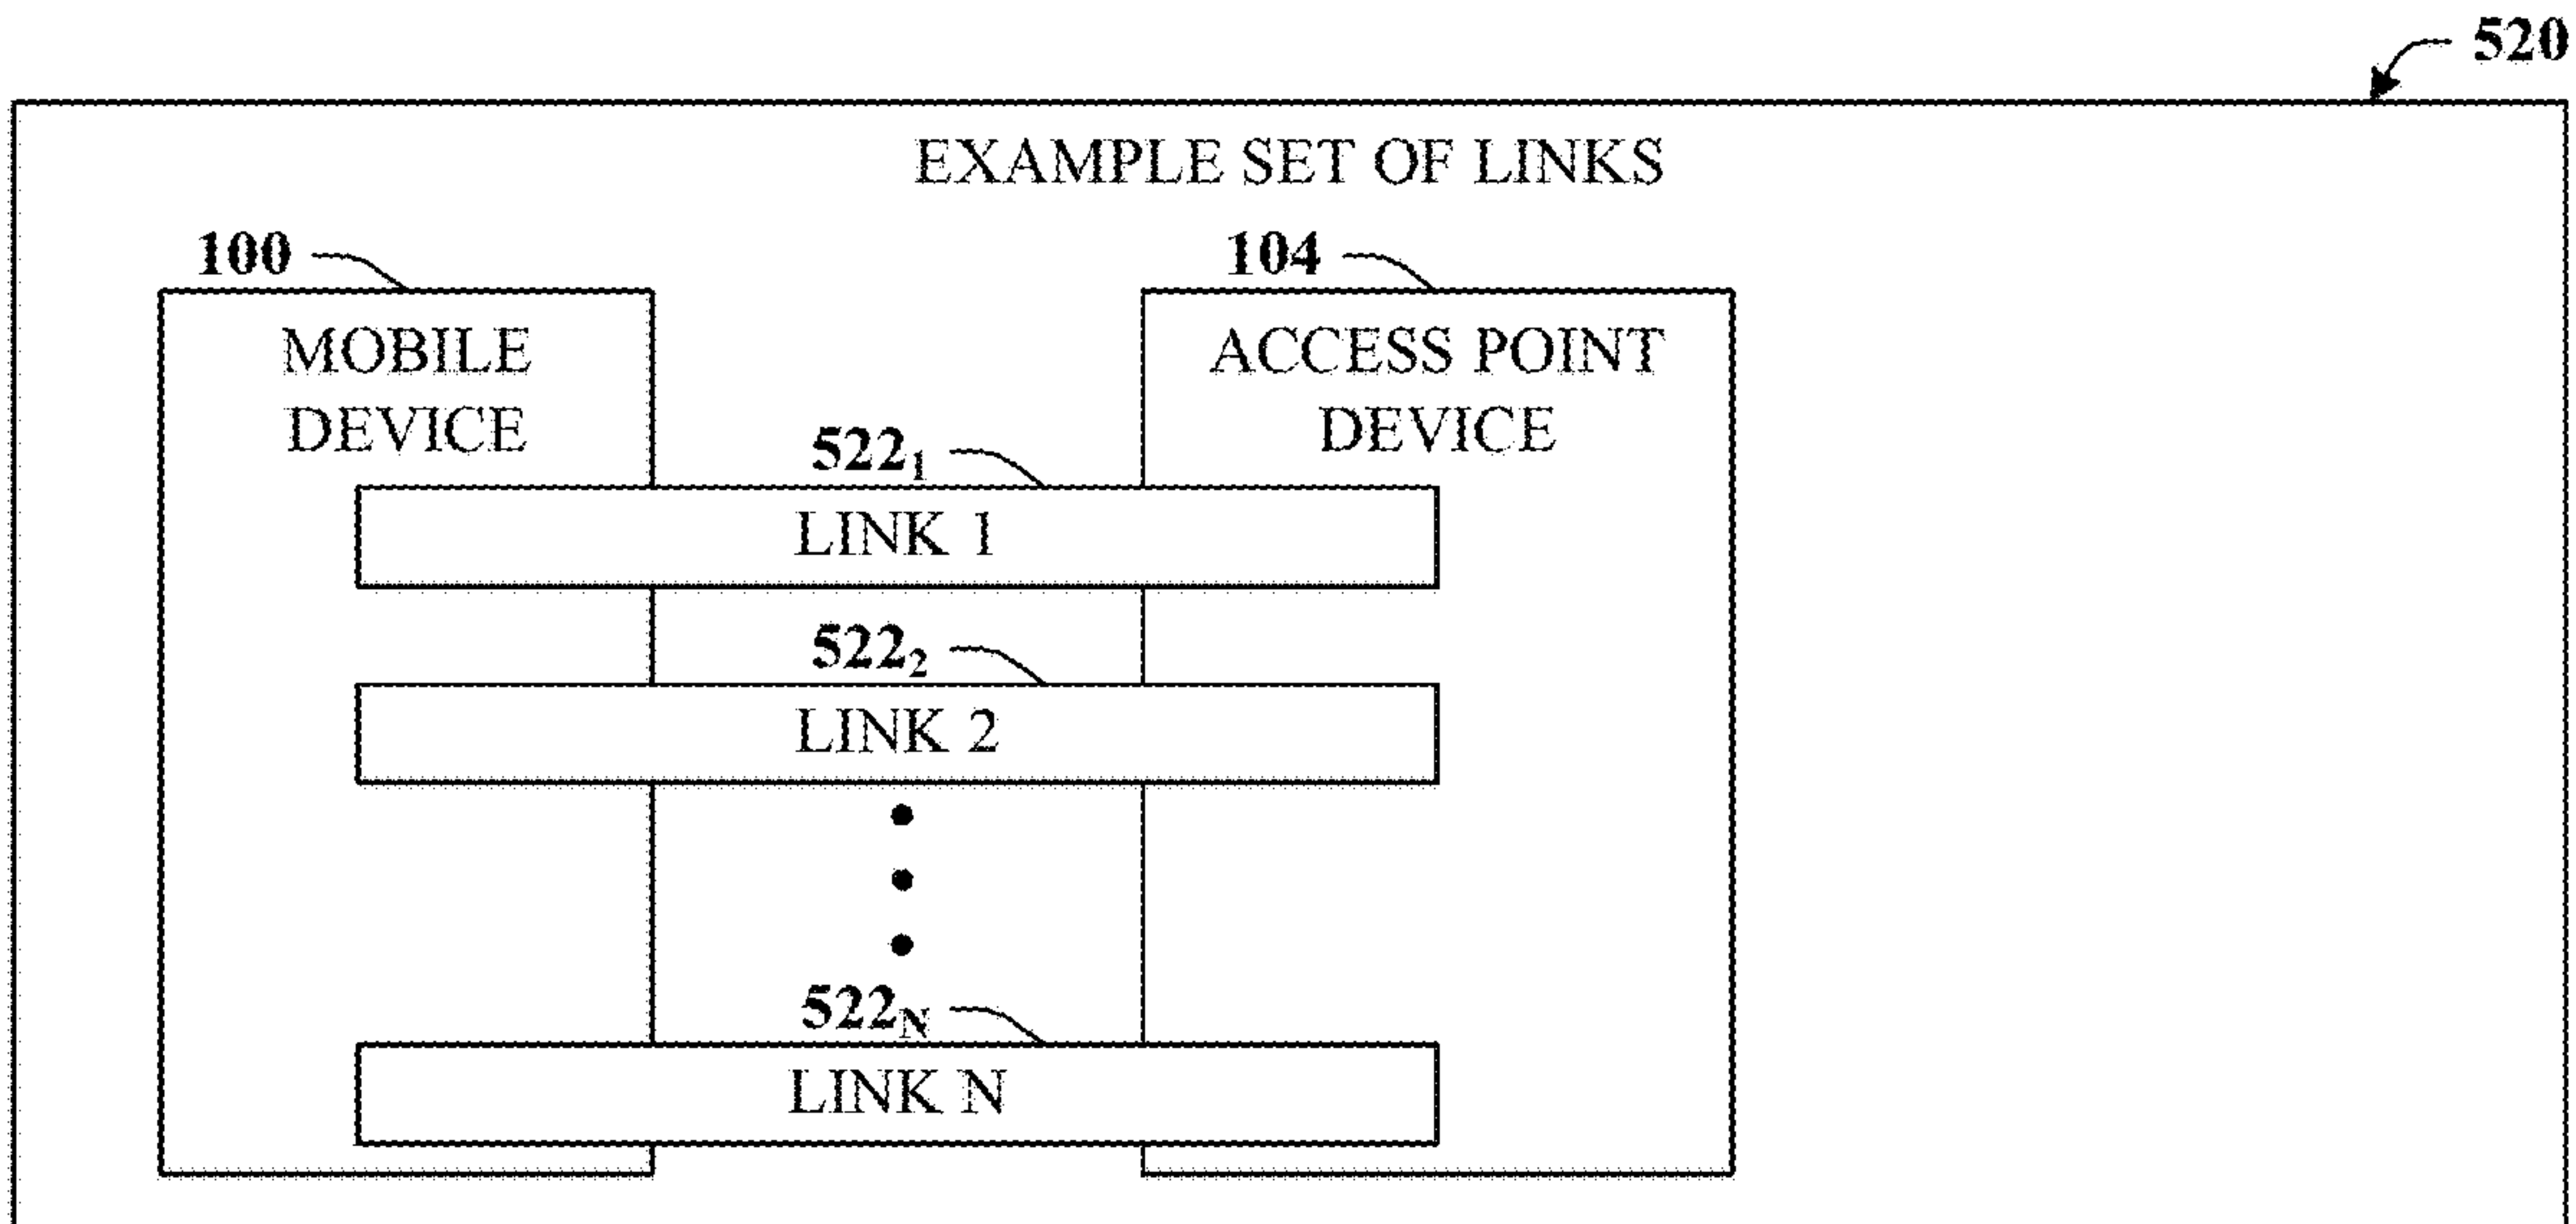 520
EXAMPLE SET OF LINKS
100
104
MOBILE
DEVICE
ACCESS POINT
DEVICE
522₁
LINK 1
522₂
LINK 2
522N
LINK N